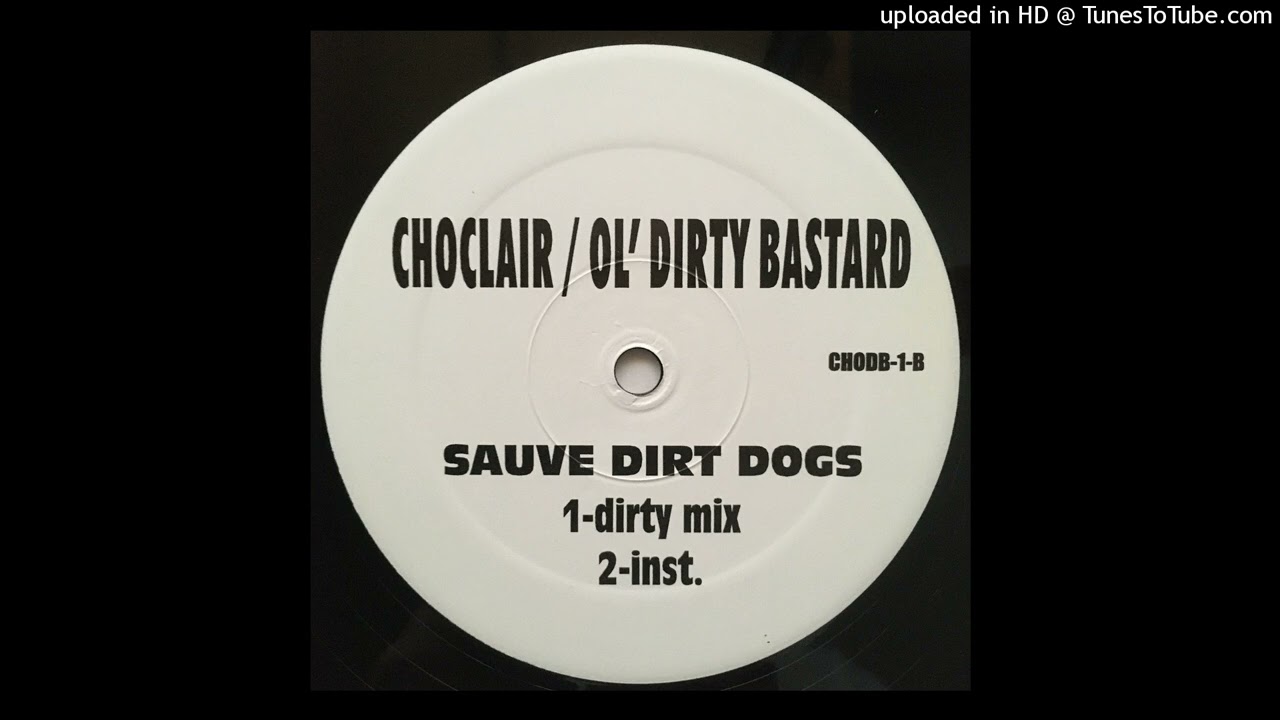 uploaded in HD @ TunesToTube.com
CHOCLAIR / OL' DIRTY BASTARD
CHODB-1-B
SAUVE DIRT DOGS
1-dirty mix
2-inst.